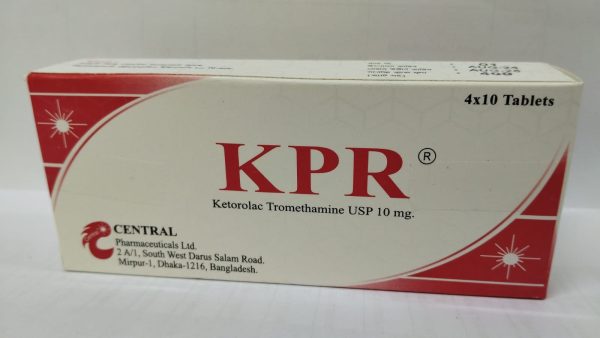 4x10 Tablets
KPR ®
Ketorolac Tromethamine USP 10 mg.
CENTRAL
Pharmaceuticals Ltd.
2 A/1, South West Darus Salam Road.
Mirpur-1, Dhaka-1216, Bangladesh.